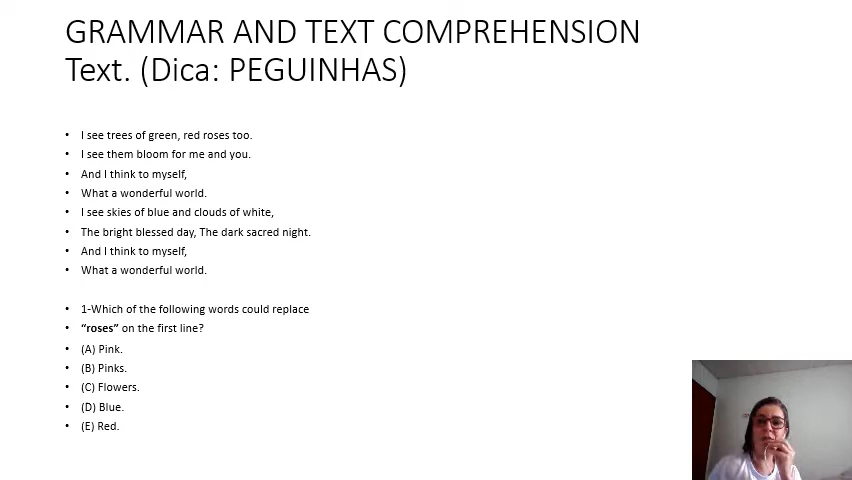 GRAMMAR AND TEXT COMPREHENSION
Text. (Dica: PEGUINHAS)
• I see trees of green, red roses too.
• I see them bloom for me and you.
• And I think to myself,
• What a wonderful world.
• I see skies of blue and clouds of white,
• The bright blessed day, The dark sacred night.
• And I think to myself,
• What a wonderful world.
• 1-Which of the following words could replace
• “roses” on the first line?
• (A) Pink.
• (B) Pinks.
• (C) Flowers.
• (D) Blue.
• (E) Red.